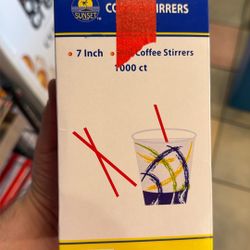 SUNSET
STIRRERS
• 7 Inch • Coffee Stirrers
1000 ct